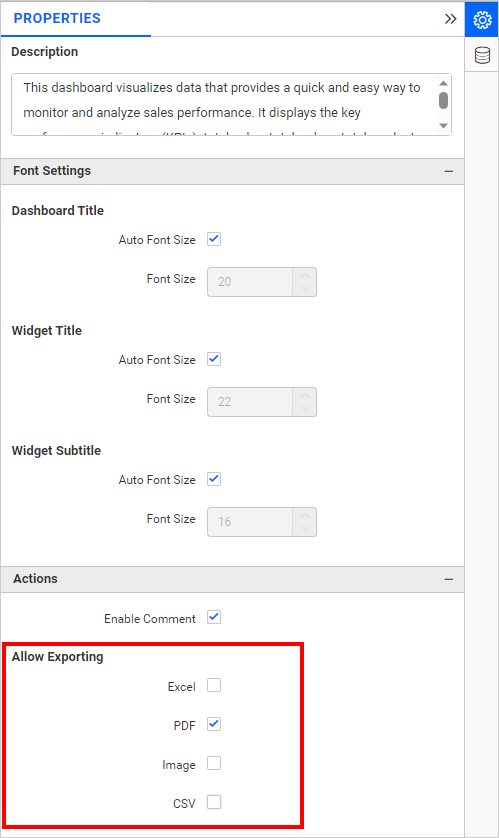 PROPERTIES
Description
This dashboard visualizes data that provides a quick and easy way to
monitor and analyze sales performance. It displays the key
Font Settings
Dashboard Title
Auto Font Size
Font Size 20
Widget Title
Auto Font Size
Font Size 22
Widget Subtitle
Auto Font Size
Font Size 16
Actions
Enable Comment
Allow Exporting
Excel
PDF
Image
CSV